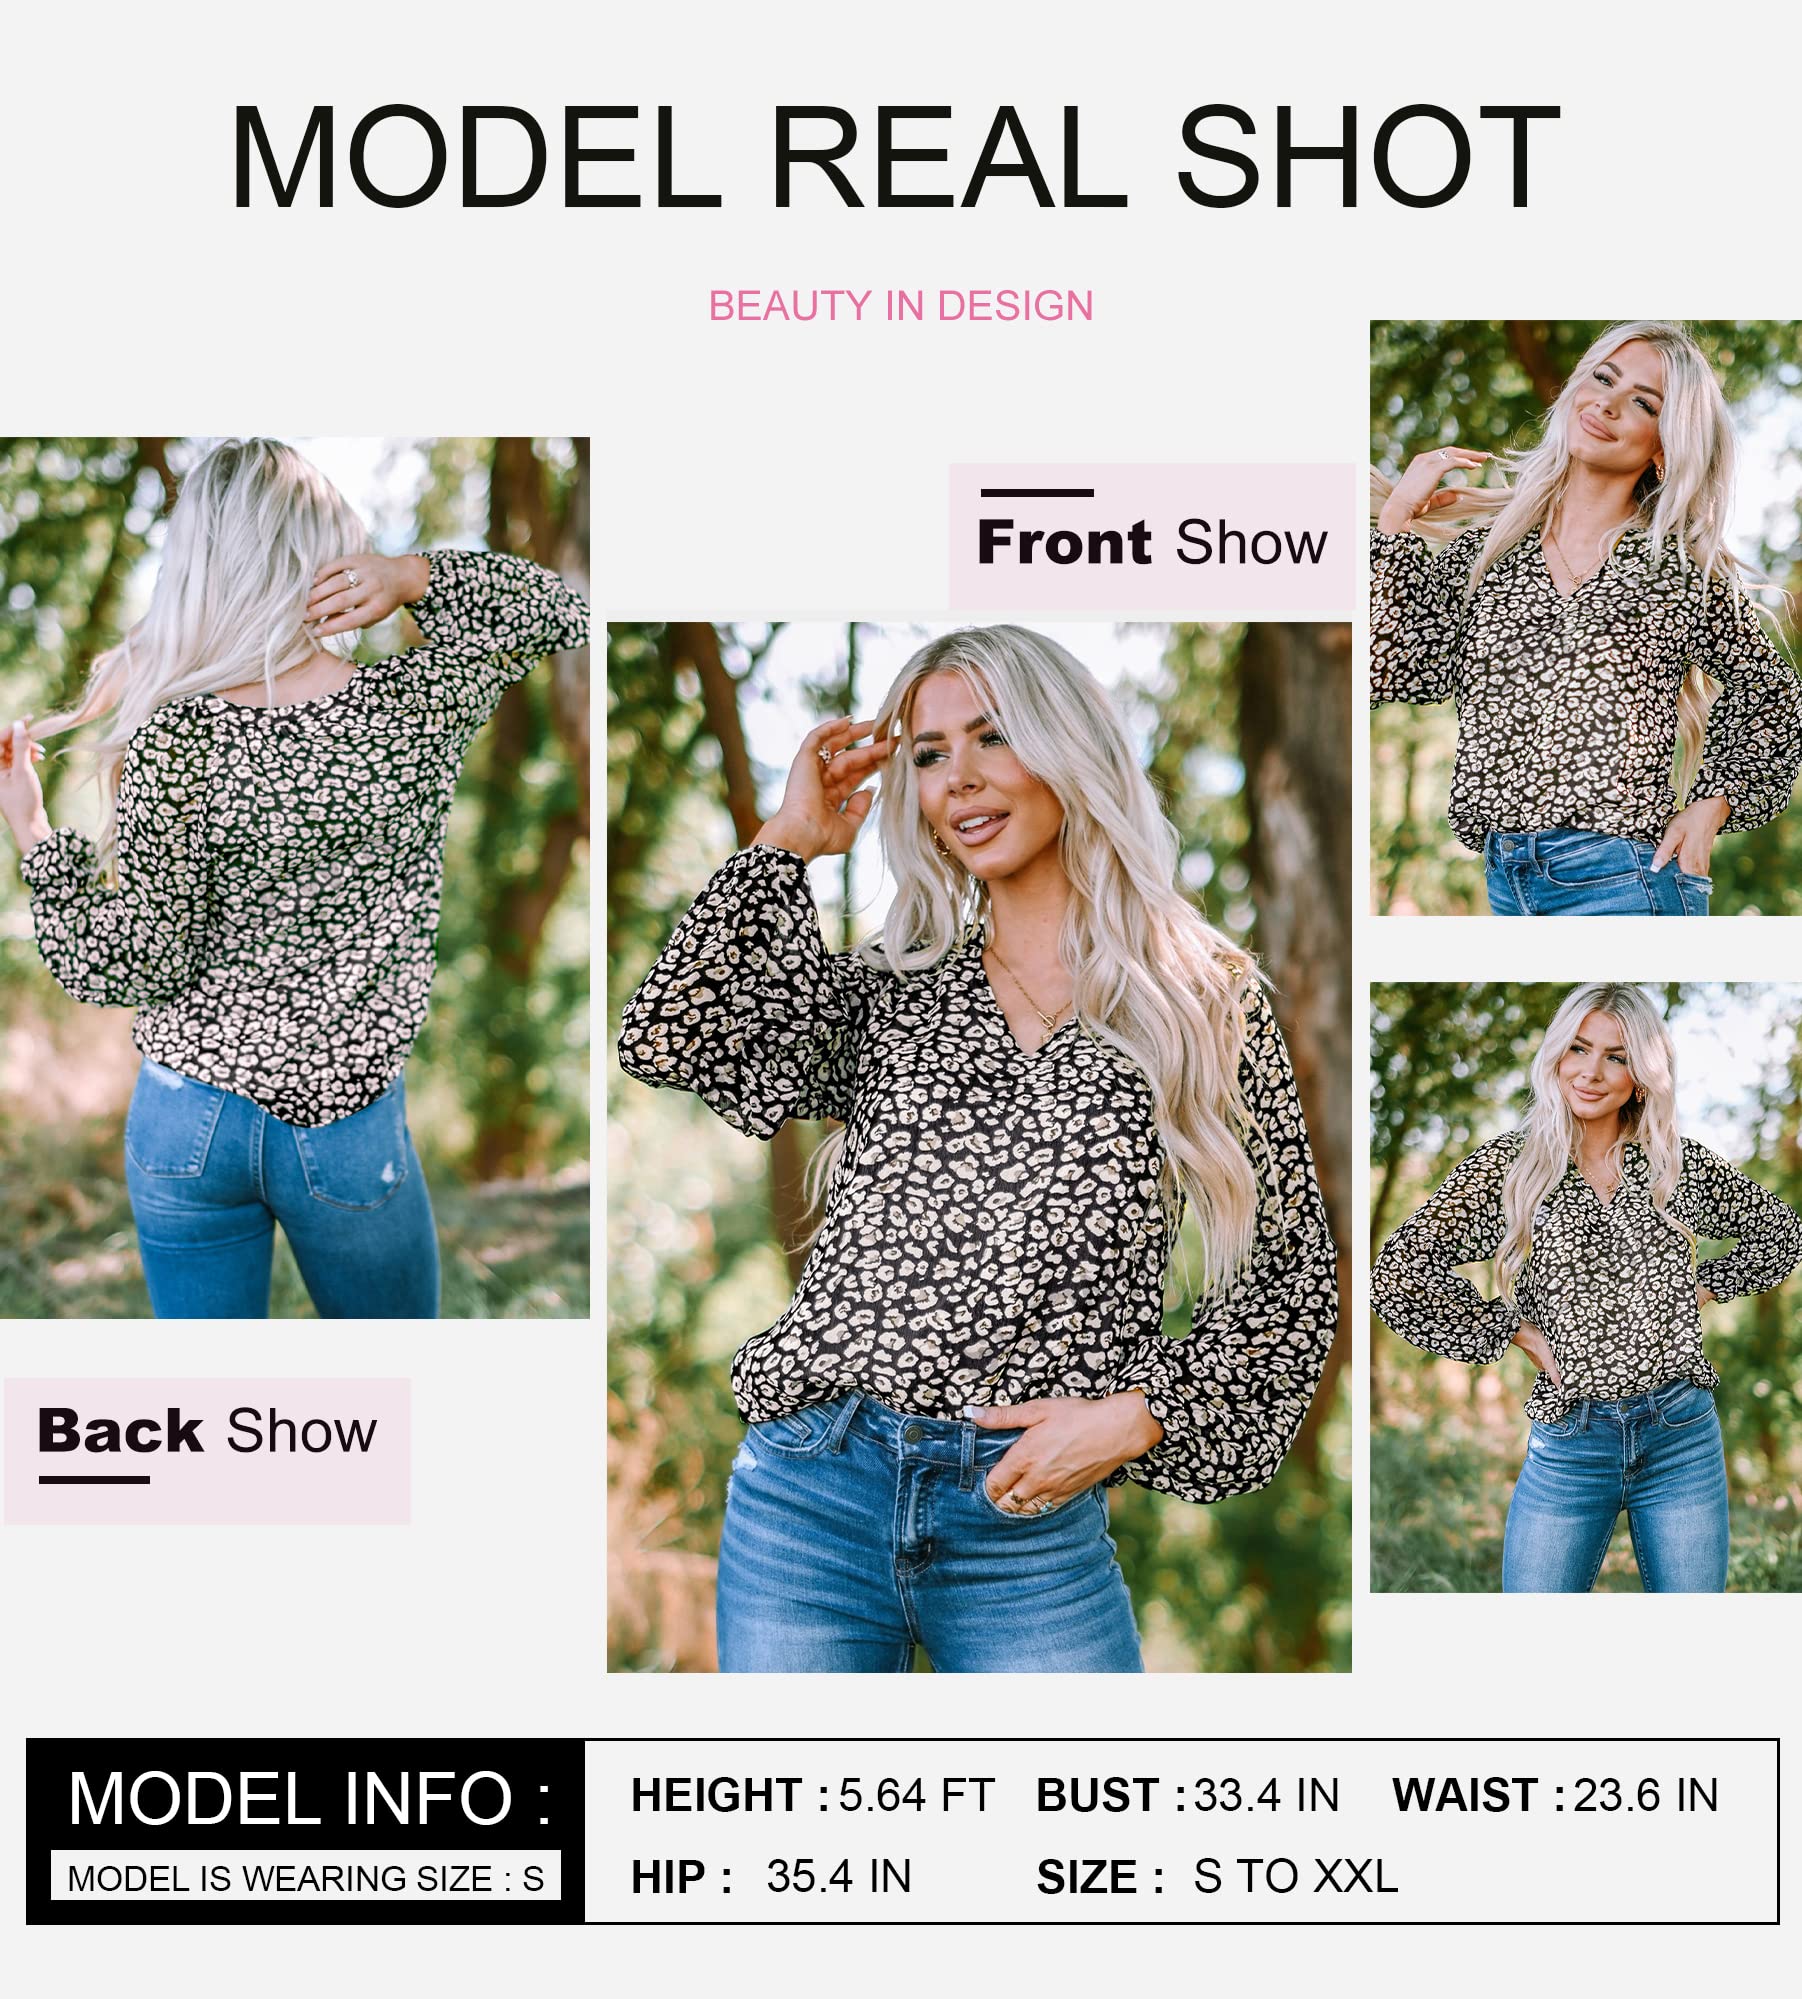 MODEL REAL SHOT
BEAUTY IN DESIGN
Front Show
Back Show
MODEL INFO :
MODEL IS WEARING SIZE : S
HEIGHT : 5.64 FT BUST : 33.4 IN WAIST : 23.6 IN
HIP : 35.4 IN SIZE : S TO XXL